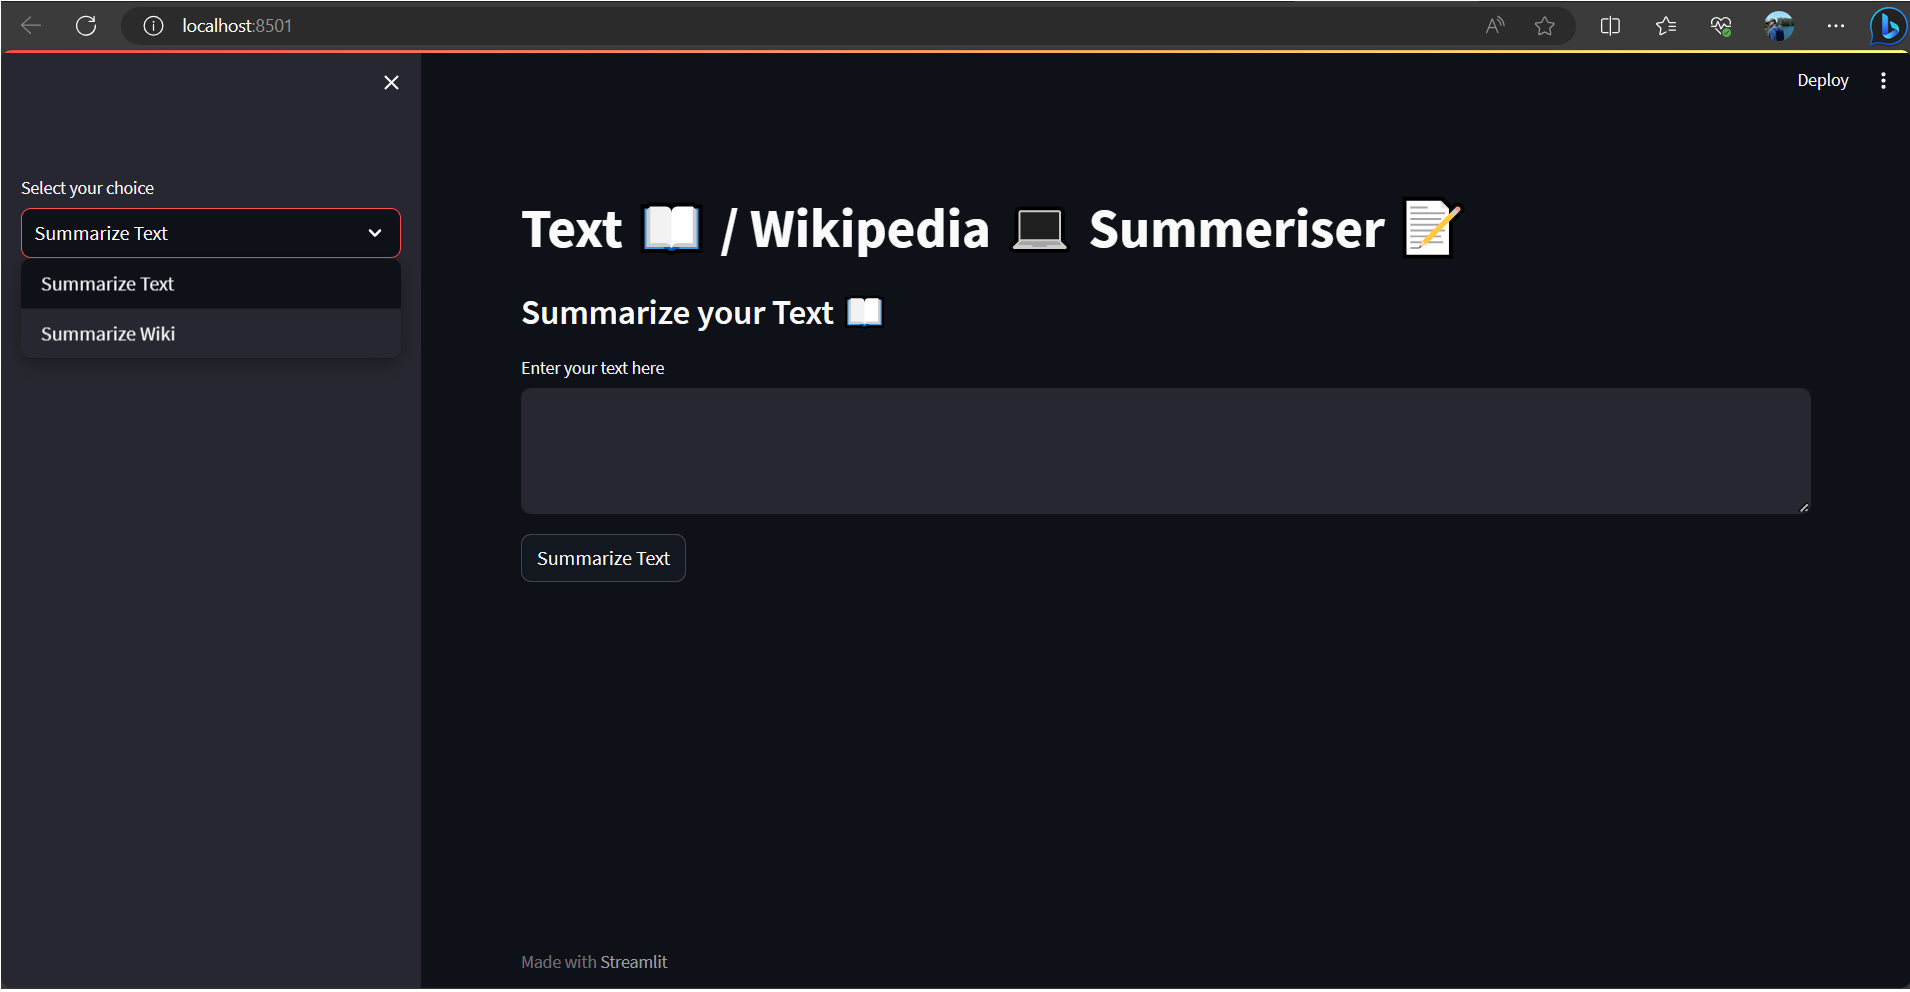 localhost:8501
Deploy
Select your choice
Summarize Text
Summarize Text
Summarize Wiki
Text 📖 / Wikipedia 💻 Summeriser 📝
Summarize your Text 📖
Enter your text here
Summarize Text
Made with Streamlit